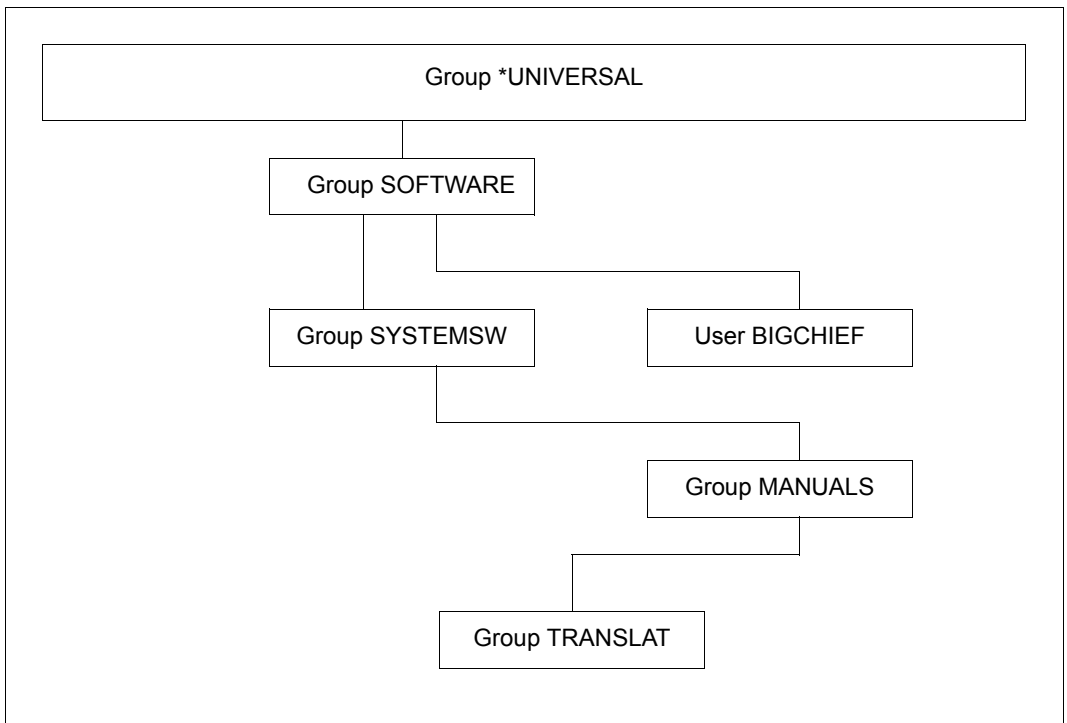 Group *UNIVERSAL
Group SOFTWARE
Group SYSTEMSW
User BIGCHIEF
Group MANUALS
Group TRANSLAT